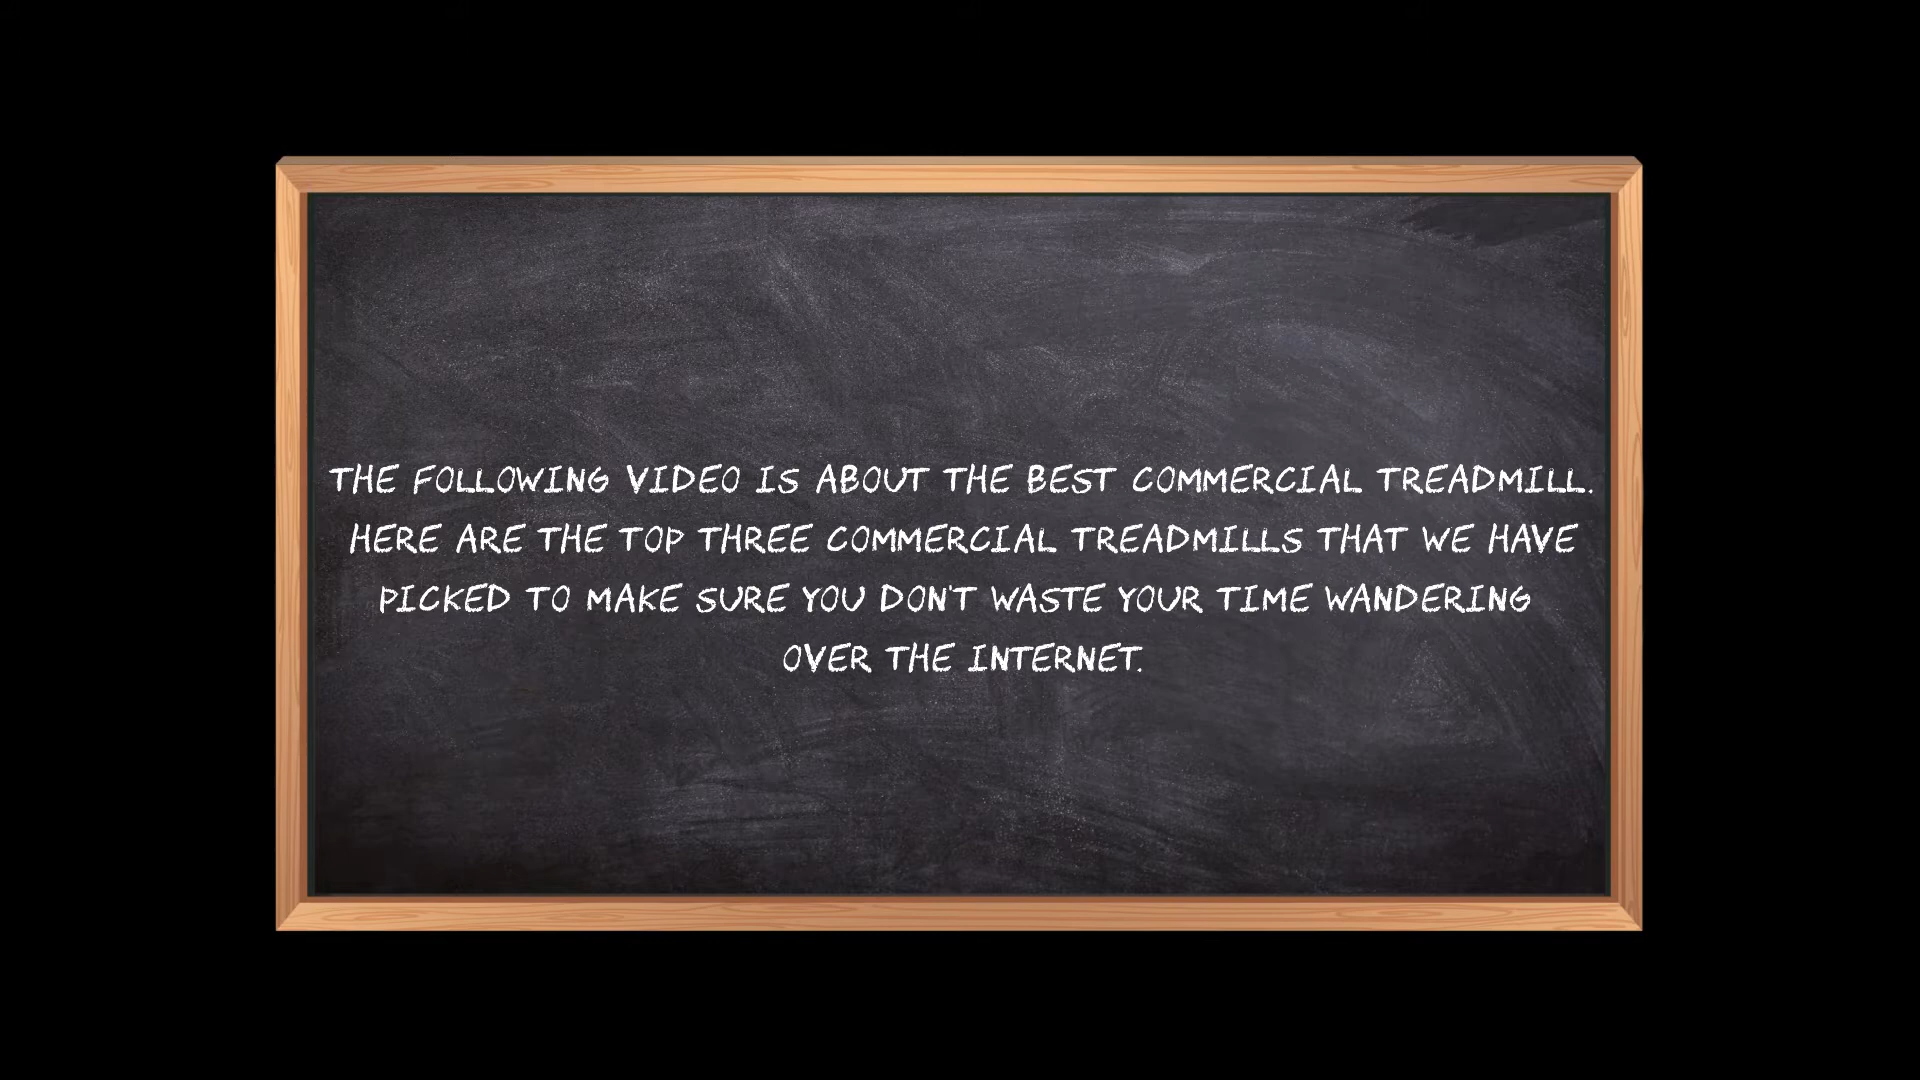 THE FOLLOWING VIDEO IS ABOUT THE BEST COMMERCIAL TREADMILL.
HERE ARE THE TOP THREE COMMERCIAL TREADMILLS THAT WE HAVE
PICKED TO MAKE SURE YOU DON'T WASTE YOUR TIME WANDERING
OVER THE INTERNET.